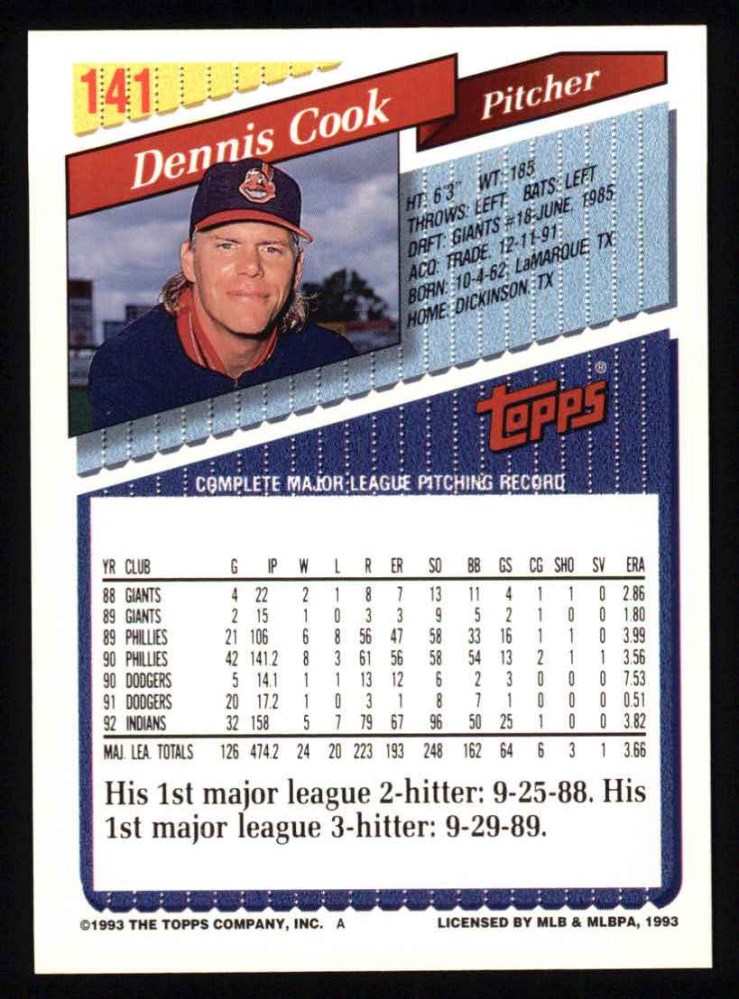 141
Dennis Cook
Pitcher
HT: 6'3" WT: 185
THROWS: LEFT BATS: LEFT
DRFT: GIANTS #18-JUNE, 1985
ACQ: TRADE, 12-11-91
BORN: 10-4-62, LaMARQUE, TX
HOME: DICKINSON, TX
Topps®
COMPLETE MAJOR LEAGUE PITCHING RECORD
YR CLUB G IP W L R ER SO BB GS CG SHO SV ERA
88 GIANTS 4 22 2 1 8 7 13 11 4 1 1 0 2.86
89 GIANTS 2 15 1 0 3 3 9 5 2 1 0 0 1.80
89 PHILLIES 21 106 6 8 56 47 58 33 16 1 1 0 3.99
90 PHILLIES 42 141.2 8 3 61 56 58 54 13 2 1 1 3.56
90 DODGERS 5 14.1 1 1 13 12 6 2 3 0 0 0 7.53
91 DODGERS 20 17.2 1 0 3 1 8 7 1 0 0 0 0.51
92 INDIANS 32 158 5 7 79 67 96 50 25 1 0 0 3.82
MAJ. LEA. TOTALS 126 474.2 24 20 223 193 248 162 64 6 3 1 3.66
His 1st major league 2-hitter: 9-25-88. His
1st major league 3-hitter: 9-29-89.
©1993 THE TOPPS COMPANY, INC. A LICENSED BY MLB & MLBPA, 1993